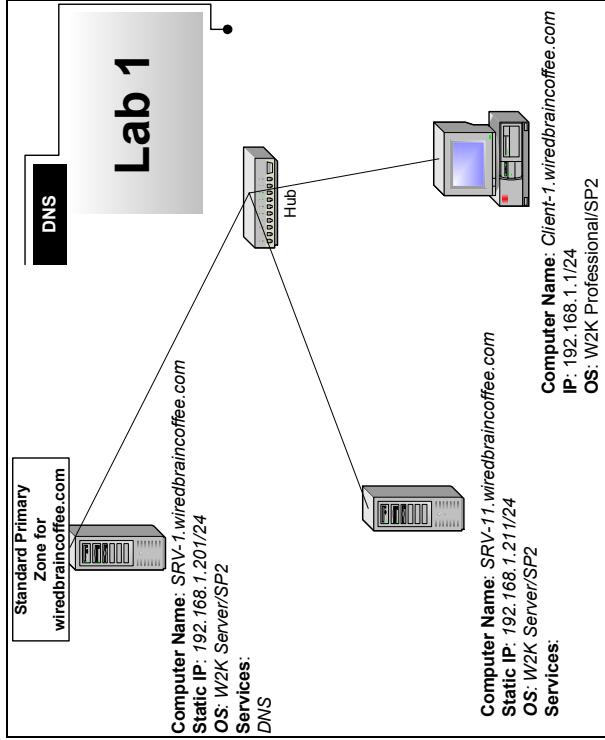 DNS
Lab 1
Standard Primary
Zone for
wiredbraincoffee.com
Computer Name: SRV-1.wiredbraincoffee.com
Static IP: 192.168.1.201/24
OS: W2K Server/SP2
Services:
DNS
Hub
Computer Name: SRV-11.wiredbraincoffee.com
Static IP: 192.168.1.211/24
OS: W2K Server/SP2
Services:
Computer Name: Client-1.wiredbraincoffee.com
IP: 192.168.1.1/24
OS: W2K Professional/SP2